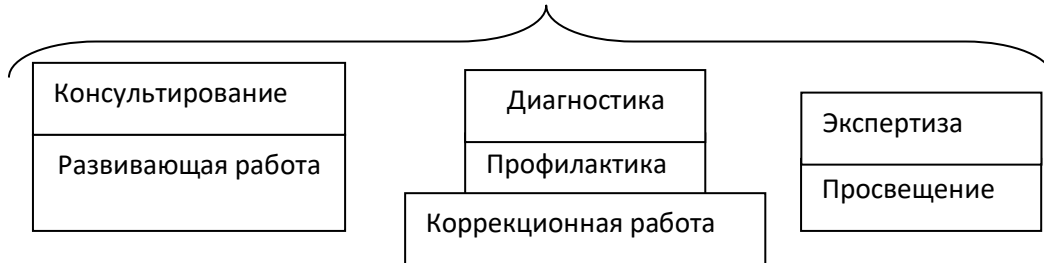 Консультирование
Развивающая работа
Диагностика
Профилактика
Коррекционная работа
Экспертиза
Просвещение